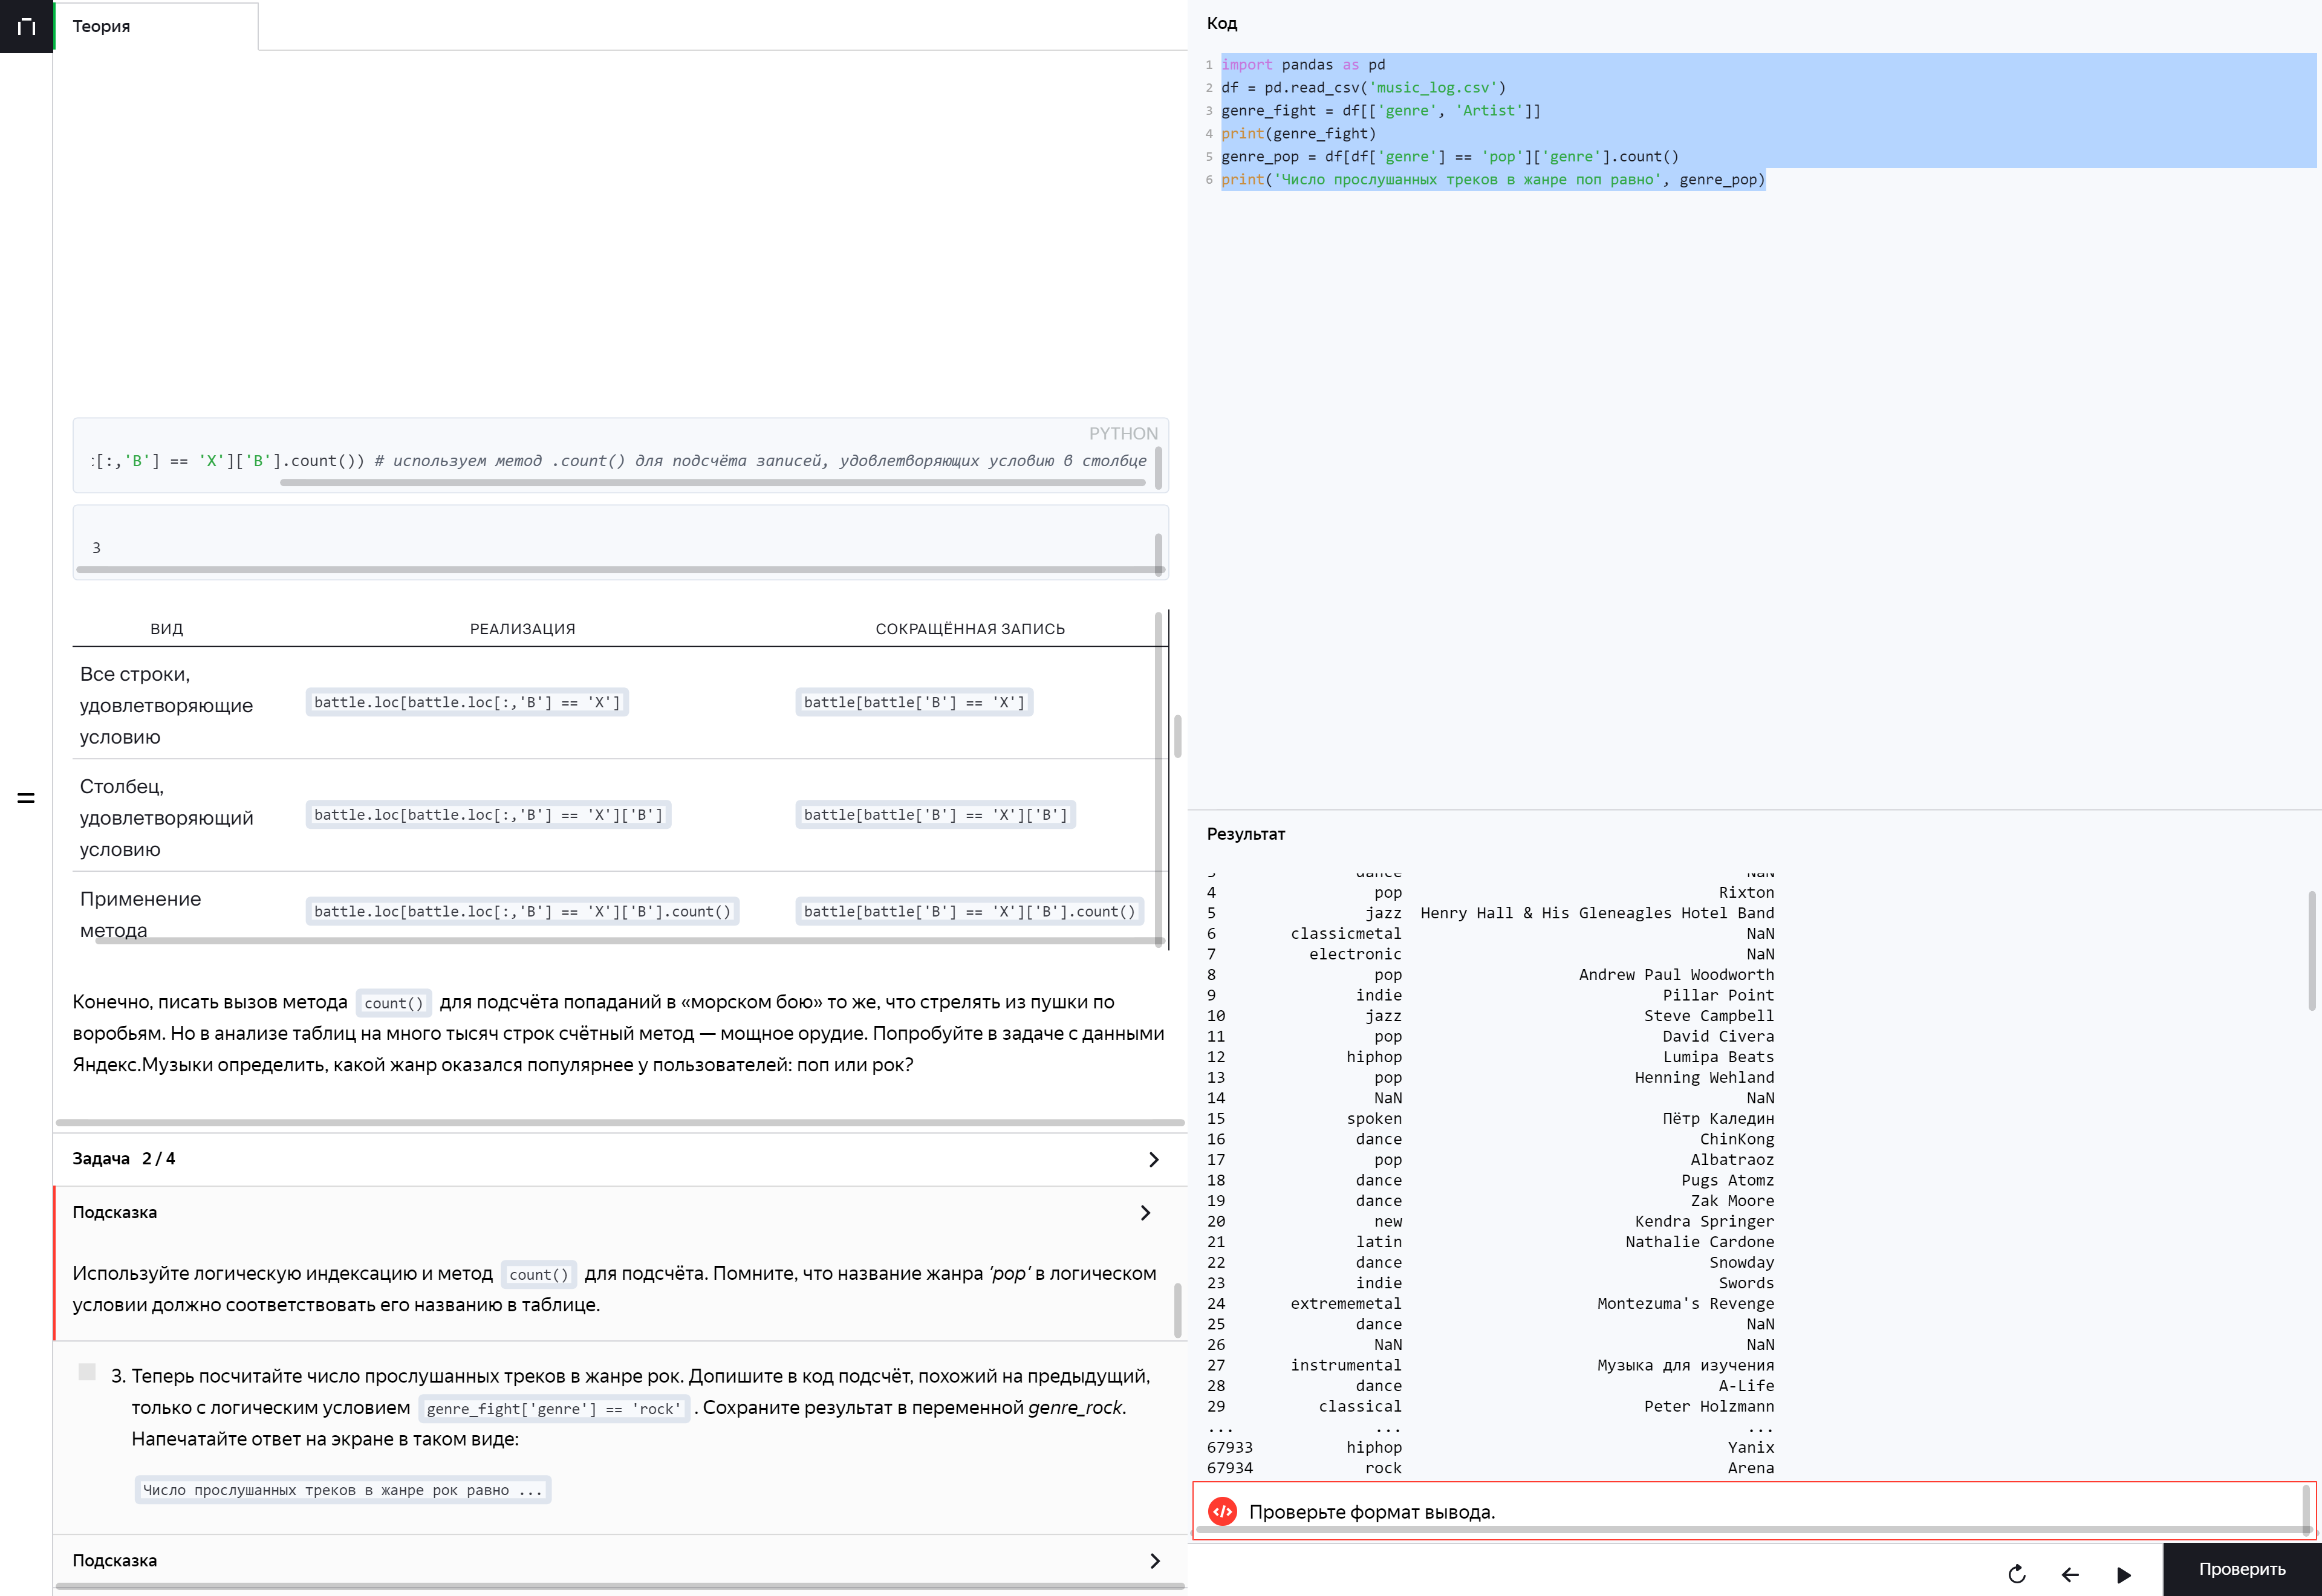 Теория
PYTHON
:[:,'B'] == 'X']['B'].count()) # используем метод .count() для подсчёта записей, удовлетворяющих условию в столбце
3
ВИД РЕАЛИЗАЦИЯ СОКРАЩЁННАЯ ЗАПИСЬ
Все строки,
удовлетворяющие
условию
battle.loc[battle.loc[:,'B'] == 'X'] battle[battle['B'] == 'X']
Столбец,
удовлетворяющий
условию
battle.loc[battle.loc[:,'B'] == 'X']['B'] battle[battle['B'] == 'X']['B']
Применение
метода
battle.loc[battle.loc[:,'B'] == 'X']['B'].count() battle[battle['B'] == 'X']['B'].count()
Конечно, писать вызов метода count() для подсчёта попаданий в «морском бою» то же, что стрелять из пушки по
воробьям. Но в анализе таблиц на много тысяч строк счётный метод — мощное орудие. Попробуйте в задаче с данными
Яндекс.Музыки определить, какой жанр оказался популярнее у пользователей: поп или рок?
Задача 2 / 4
Подсказка
Используйте логическую индексацию и метод count() для подсчёта. Помните, что название жанра 'pop' в логическом
условии должно соответствовать его названию в таблице.
3. Теперь посчитайте число прослушанных треков в жанре рок. Допишите в код подсчёт, похожий на предыдущий,
только с логическим условием genre_fight['genre'] == 'rock' . Сохраните результат в переменной genre_rock.
Напечатайте ответ на экране в таком виде:
Число прослушанных треков в жанре рок равно ...
Подсказка
Код
1 import pandas as pd
2 df = pd.read_csv('music_log.csv')
3 genre_fight = df[['genre', 'Artist']]
4 print(genre_fight)
5 genre_pop = df[df['genre'] == 'pop']['genre'].count()
6 print('Число прослушанных треков в жанре поп равно', genre_pop)
Результат
3 dance NaN
4 pop Rixton
5 jazz Henry Hall & His Gleneagles Hotel Band
6 classicmetal NaN
7 electronic NaN
8 pop Andrew Paul Woodworth
9 indie Pillar Point
10 jazz Steve Campbell
11 pop David Civera
12 hiphop Lumipa Beats
13 pop Henning Wehland
14 NaN NaN
15 spoken Пётр Каледин
16 dance ChinKong
17 pop Albatraoz
18 dance Pugs Atomz
19 dance Zak Moore
20 new Kendra Springer
21 latin Nathalie Cardone
22 dance Snowday
23 indie Swords
24 extrememetal Montezuma's Revenge
25 dance NaN
26 NaN NaN
27 instrumental Музыка для изучения
28 dance A-Life
29 classical Peter Holzmann
... ... ...
67933 hiphop Yanix
67934 rock Arena
Проверьте формат вывода.
Проверить